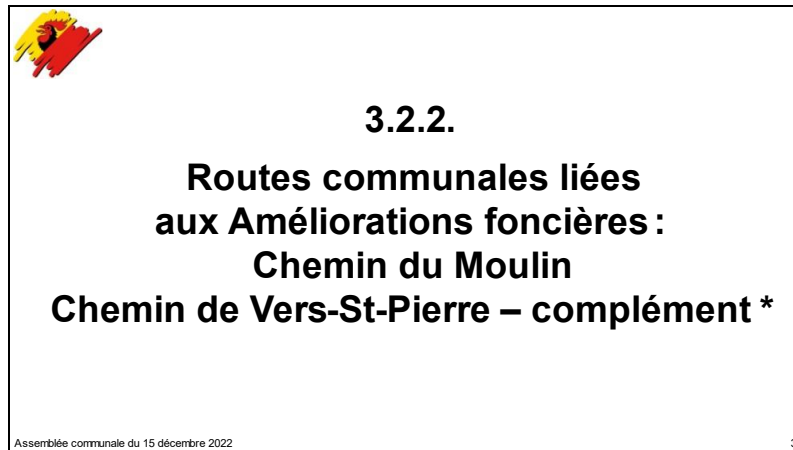 3.2.2.
Routes communales liées
aux Améliorations foncières :
Chemin du Moulin
Chemin de Vers-St-Pierre – complément *
Assemblée communale du 15 décembre 2022